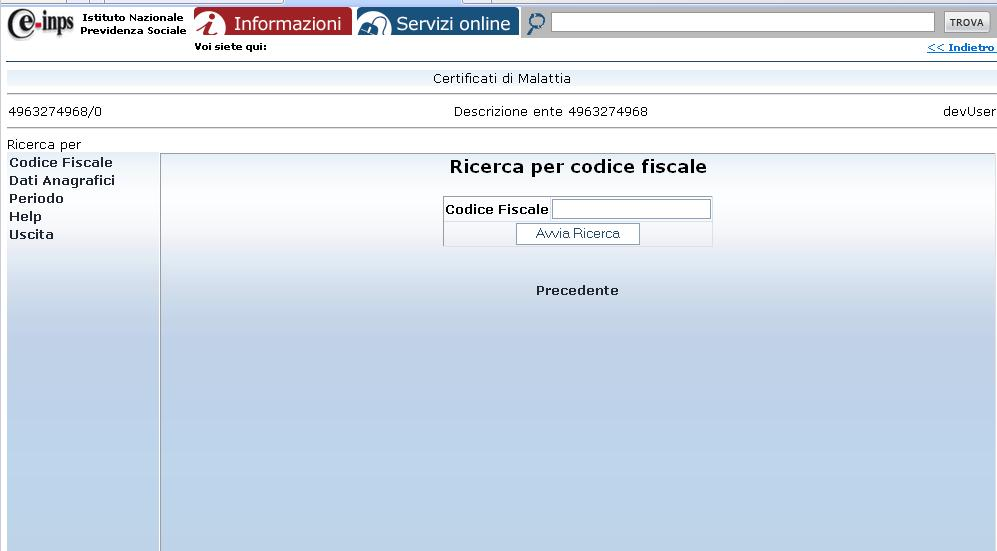 e-inps Istituto Nazionale Previdenza Sociale
Informazioni
Servizi online
TROVA
Voi siete qui:
<< Indietro
Certificati di Malattia
4963274968/0 Descrizione ente 4963274968 devUser
Ricerca per
Codice Fiscale
Dati Anagrafici
Periodo
Help
Uscita
Ricerca per codice fiscale
Codice Fiscale
Avvia Ricerca
Precedente